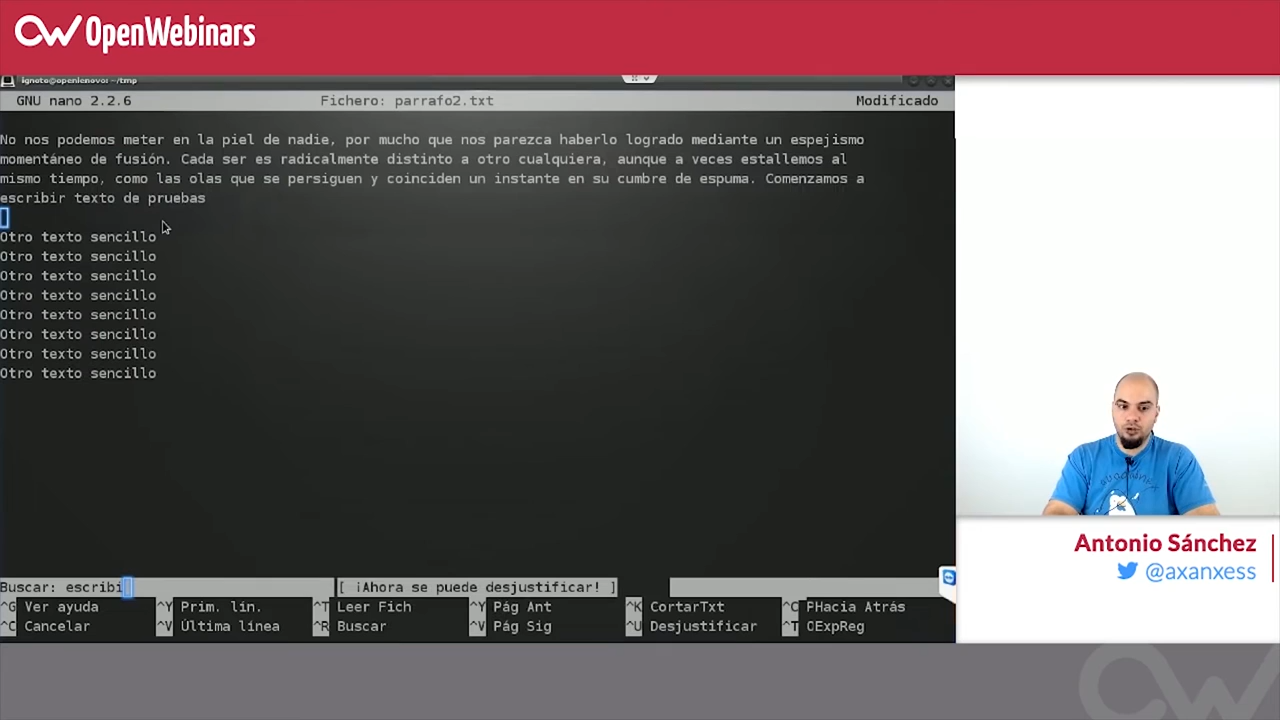 OpenWebinars
igneto@openlenovo: ~/tmp
GNU nano 2.2.6 Fichero: parrafo2.txt Modificado
No nos podemos meter en la piel de nadie, por mucho que nos parezca haberlo logrado mediante un espejismo
momentáneo de fusión. Cada ser es radicalmente distinto a otro cualquiera, aunque a veces estallemos al
mismo tiempo, como las olas que se persiguen y coinciden un instante en su cumbre de espuma. Comenzamos a
escribir texto de pruebas
Otro texto sencillo
Otro texto sencillo
Otro texto sencillo
Otro texto sencillo
Otro texto sencillo
Otro texto sencillo
Otro texto sencillo
Otro texto sencillo
Antonio Sánchez
@axanxess
Buscar: escribi [ ¡Ahora se puede desjustificar! ]
^G Ver ayuda ^Y Prim. lin. ^T Leer Fich ^Y Pág Ant ^K CortarTxt ^C PHacia Atrás
^C Cancelar ^V Última línea ^R Buscar ^V Pág Sig ^U Desjustificar ^T OExpReg